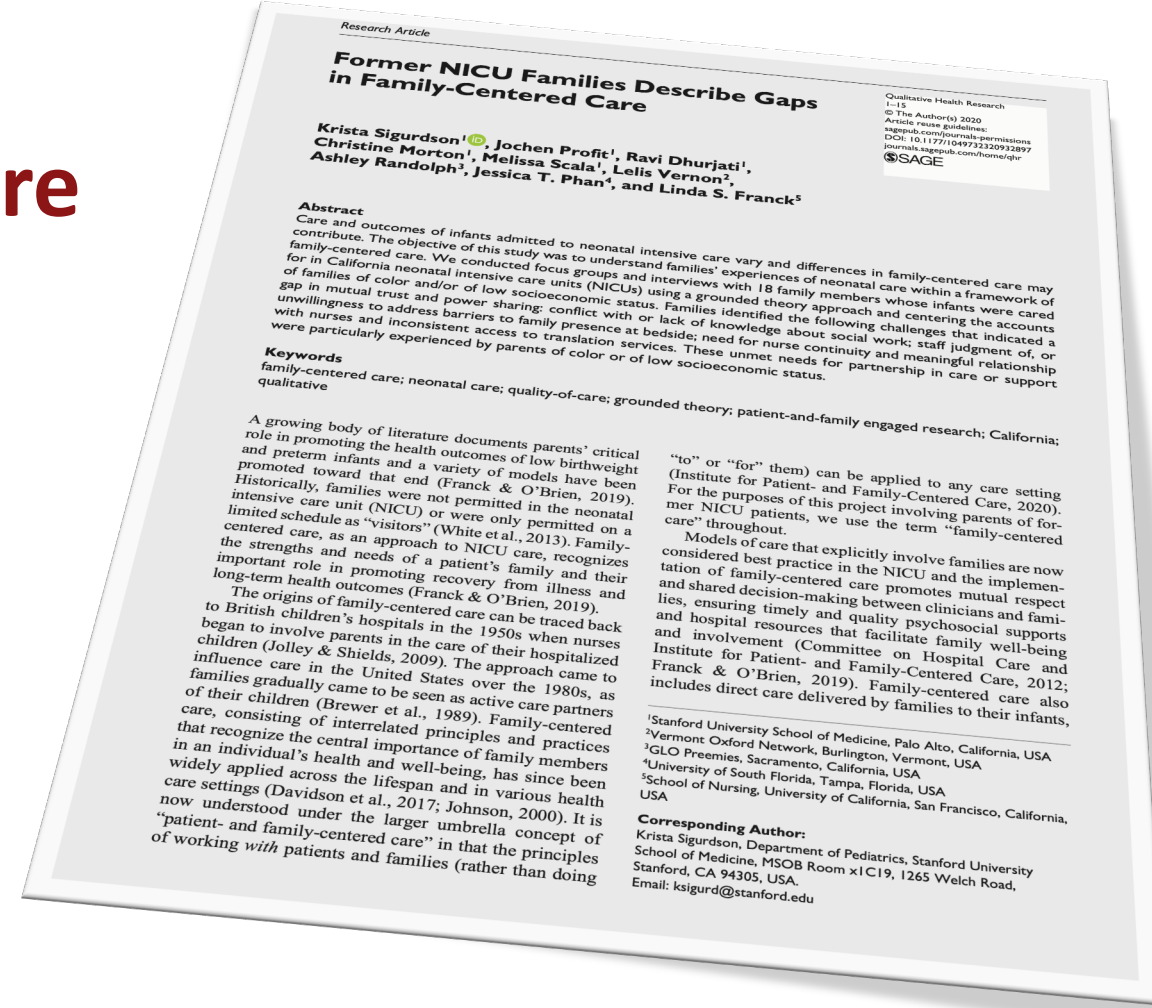 re
Research Article
Former NICU Families Describe Gaps
in Family-Centered Care
Qualitative Health Research
1–15
© The Author(s) 2020
Article reuse guidelines:
sagepub.com/journals-permissions
DOI: 10.1177/1049732320932897
journals.sagepub.com/home/qhr
SAGE
Krista Sigurdson¹ iD, Jochen Profit¹, Ravi Dhurjati¹,
Christine Morton¹, Melissa Scala¹, Lelis Vernon²,
Ashley Randolph³, Jessica T. Phan⁴, and Linda S. Franck⁵
Abstract
Care and outcomes of infants admitted to neonatal intensive care vary and differences in family-centered care may
contribute. The objective of this study was to understand families’ experiences of neonatal care within a framework of
family-centered care. We conducted focus groups and interviews with 18 family members whose infants were cared
for in California neonatal intensive care units (NICUs) using a grounded theory approach and centering the accounts
of families of color and/or of low socioeconomic status. Families identified the following challenges that indicated a
gap in mutual trust and power sharing: conflict with or lack of knowledge about social work; staff judgment of, or
unwillingness to address barriers to family presence at bedside; need for nurse continuity and meaningful relationship
with nurses and inconsistent access to translation services. These unmet needs for partnership in care or support
were particularly experienced by parents of color or of low socioeconomic status.
Keywords
family-centered care; neonatal care; quality-of-care; grounded theory; patient-and-family engaged research; California;
qualitative
A growing body of literature documents parents’ critical
role in promoting the health outcomes of low birthweight
and preterm infants and a variety of models have been
promoted toward that end (Franck & O’Brien, 2019).
Historically, families were not permitted in the neonatal
intensive care unit (NICU) or were only permitted on a
limited schedule as “visitors” (White et al., 2013). Family-
centered care, as an approach to NICU care, recognizes
the strengths and needs of a patient’s family and their
important role in promoting recovery from illness and
long-term health outcomes (Franck & O’Brien, 2019).
The origins of family-centered care can be traced back
to British children’s hospitals in the 1950s when nurses
began to involve parents in the care of their hospitalized
children (Jolley & Shields, 2009). The approach came to
influence care in the United States over the 1980s, as
families gradually came to be seen as active care partners
of their children (Brewer et al., 1989). Family-centered
care, consisting of interrelated principles and practices
that recognize the central importance of family members
in an individual’s health and well-being, has since been
widely applied across the lifespan and in various health
care settings (Davidson et al., 2017; Johnson, 2000). It is
now understood under the larger umbrella concept of
“patient- and family-centered care” in that the principles
of working with patients and families (rather than doing
“to” or “for” them) can be applied to any care setting
(Institute for Patient- and Family-Centered Care, 2020).
For the purposes of this project involving parents of for-
mer NICU patients, we use the term “family-centered
care” throughout.
Models of care that explicitly involve families are now
considered best practice in the NICU and the implemen-
tation of family-centered care promotes mutual respect
and shared decision-making between clinicians and fami-
lies, ensuring timely and quality psychosocial supports
and hospital resources that facilitate family well-being
and involvement (Committee on Hospital Care and
Institute for Patient- and Family-Centered Care, 2012;
Franck & O’Brien, 2019). Family-centered care also
includes direct care delivered by families to their infants,
¹Stanford University School of Medicine, Palo Alto, California, USA
²Vermont Oxford Network, Burlington, Vermont, USA
³GLO Preemies, Sacramento, California, USA
⁴University of South Florida, Tampa, Florida, USA
⁵School of Nursing, University of California, San Francisco, California,
USA
Corresponding Author:
Krista Sigurdson, Department of Pediatrics, Stanford University
School of Medicine, MSOB Room x1C19, 1265 Welch Road,
Stanford, CA 94305, USA.
Email: ksigurd@stanford.edu